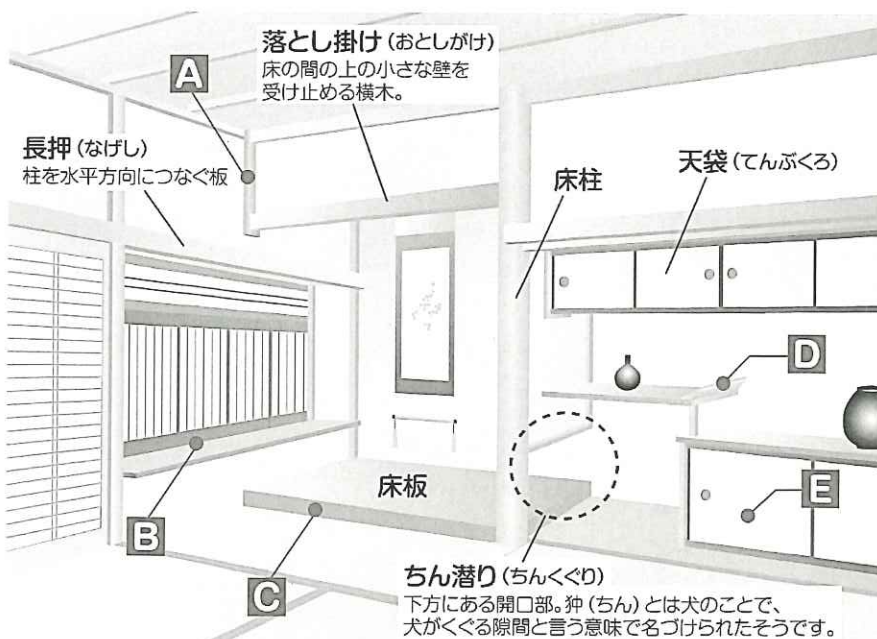 落とし掛け(おとしがけ)
床の間の上の小さな壁を
受け止める横木。
A
長押(なげし)
柱を水平方向につなぐ板
床柱
天袋(てんぶくろ)
D
E
床板
B
C
ちん潜り(ちんくぐり)
下方にある開口部。狆(ちん)とは犬のことで、
犬がくぐる隙間と言う意味で名づけられたそうです。